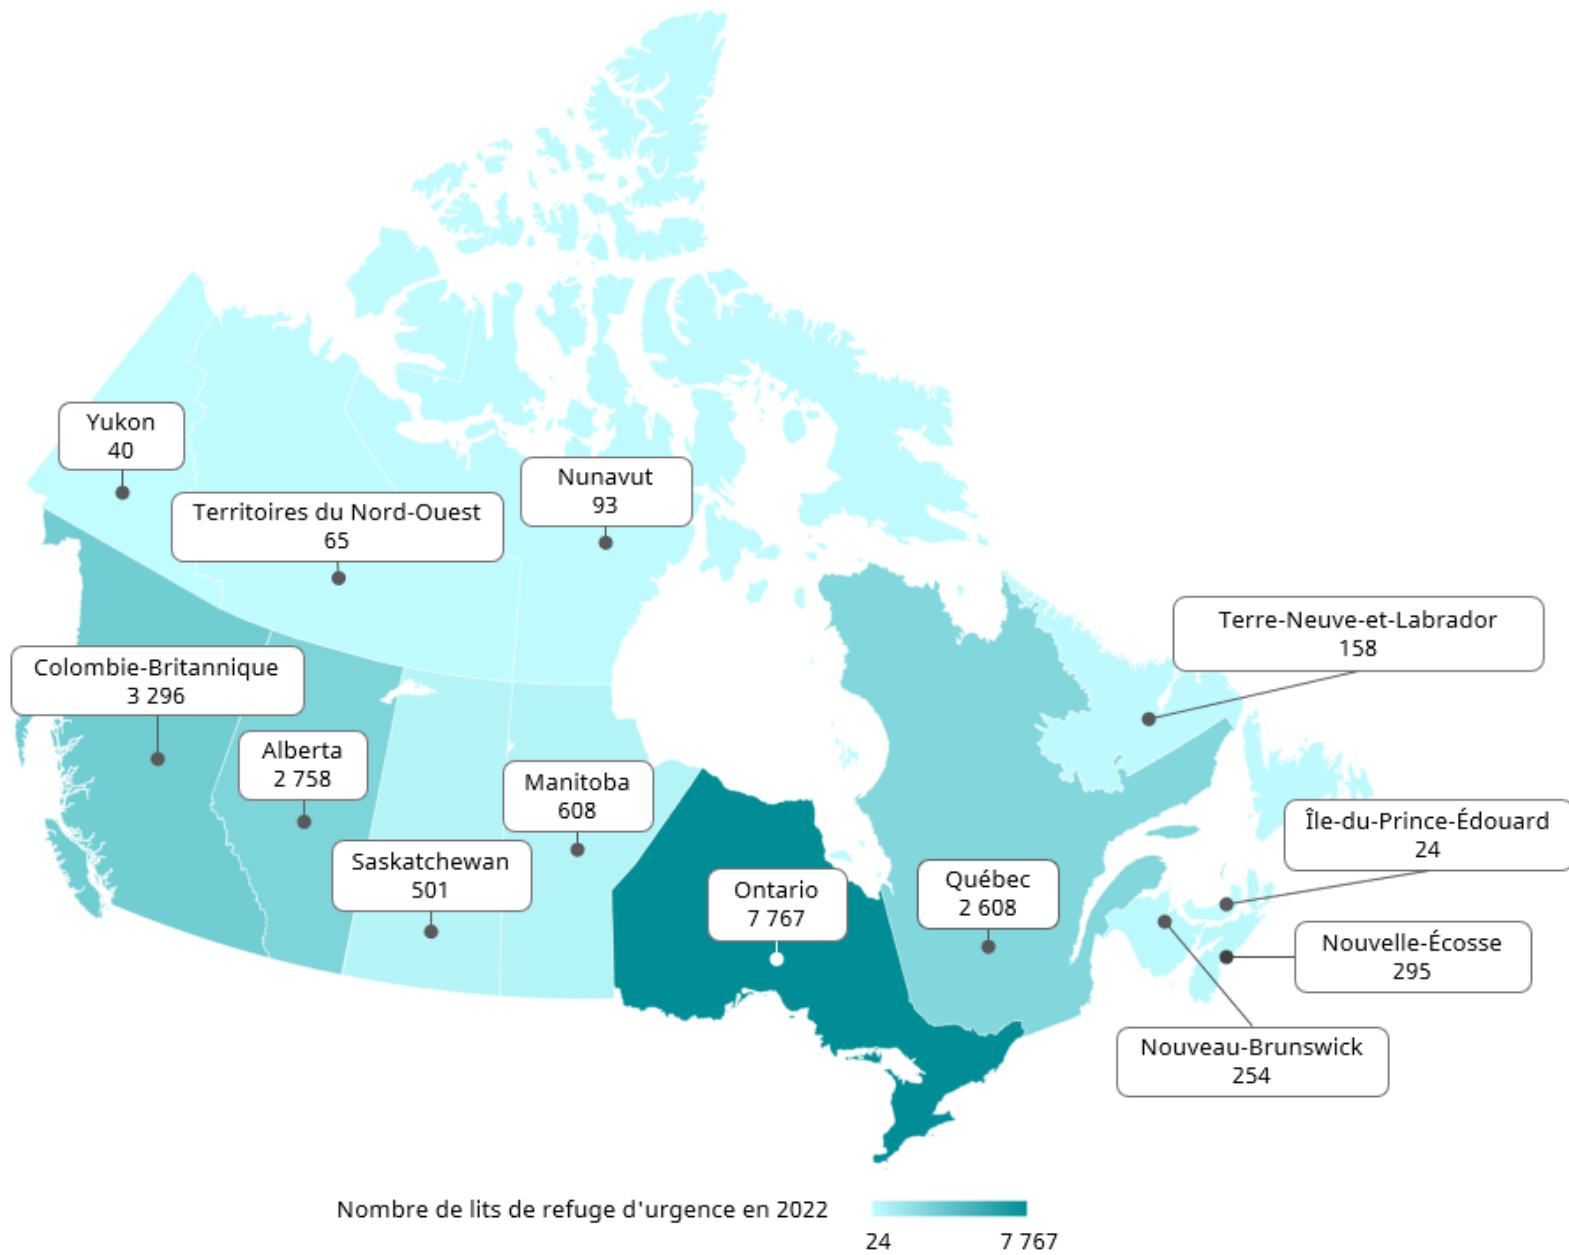 Yukon
40
Territoires du Nord-Ouest
65
Nunavut
93
Colombie-Britannique
3 296
Alberta
2 758
Saskatchewan
501
Manitoba
608
Ontario
7 767
Québec
2 608
Terre-Neuve-et-Labrador
158
Île-du-Prince-Édouard
24
Nouvelle-Écosse
295
Nouveau-Brunswick
254
Nombre de lits de refuge d'urgence en 2022
24
7 767